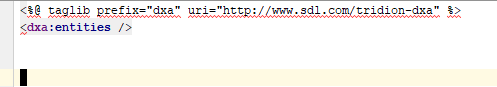 <%@ taglib prefix="dxa" uri="http://www.sdl.com/tridion-dxa" %>
<dxa:entities />